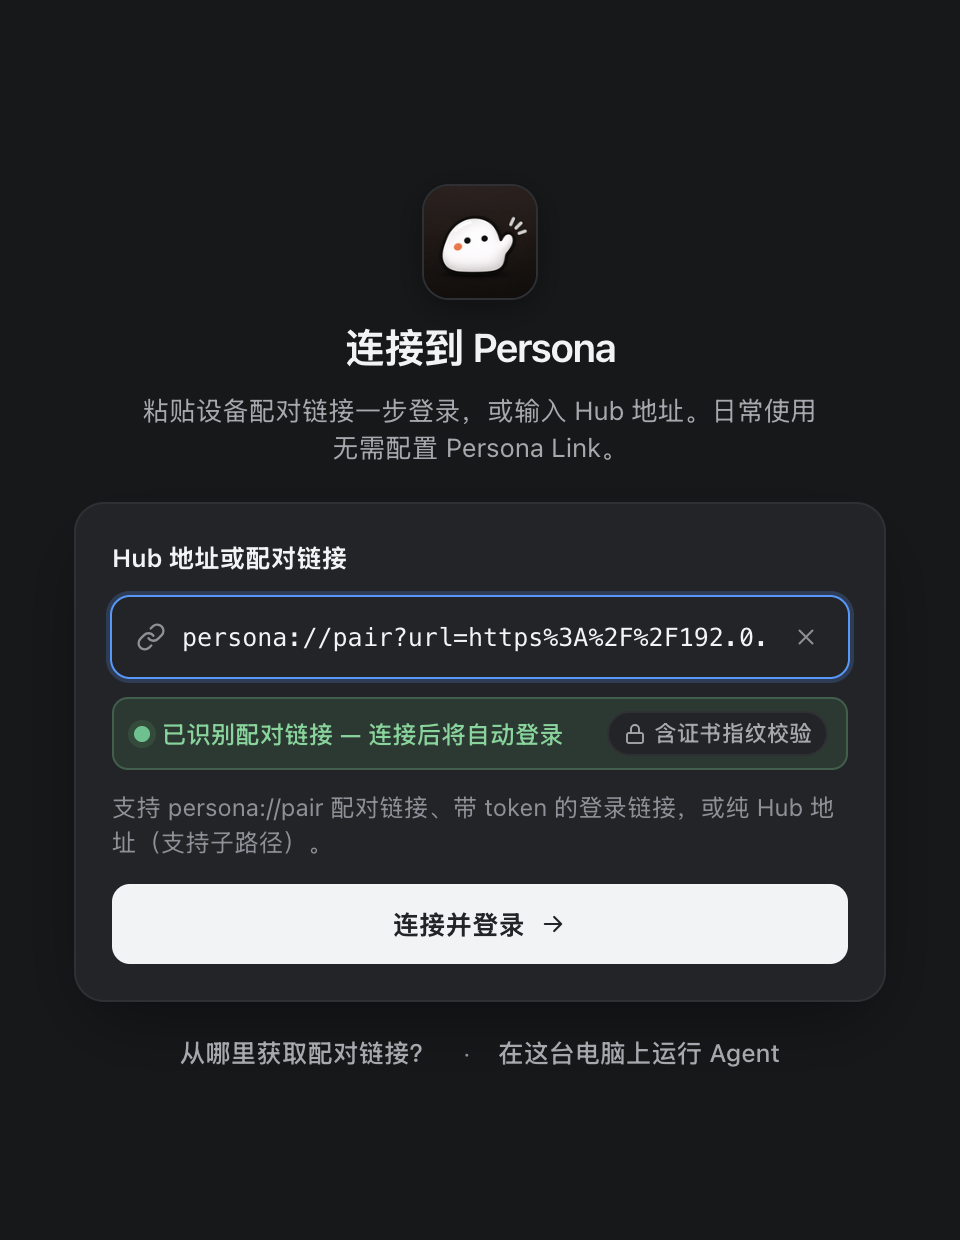 连接到 Persona
粘贴设备配对链接一步登录，或输入 Hub 地址。日常使用
无需配置 Persona Link。
Hub 地址或配对链接
persona://pair?url=https%3A%2F%2F192.0.
已识别配对链接 — 连接后将自动登录
含证书指纹校验
支持 persona://pair 配对链接、带 token 的登录链接，或纯 Hub 地
址（支持子路径）。
连接并登录 →
从哪里获取配对链接? · 在这台电脑上运行 Agent